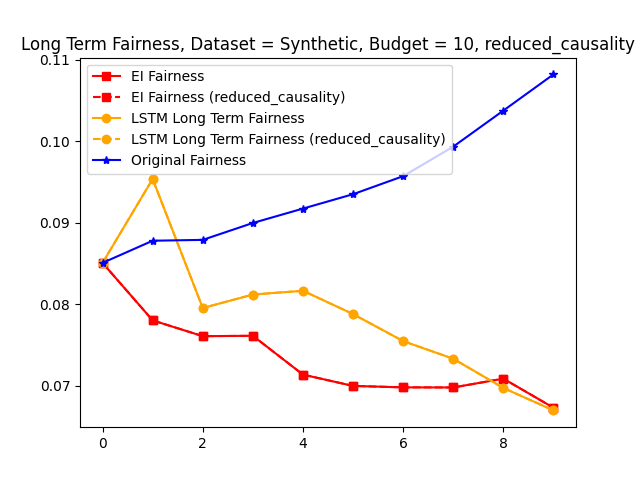 Long Term Fairness, Dataset = Synthetic, Budget = 10, reduced_causality
0.11
EI Fairness
EI Fairness (reduced_causality)
LSTM Long Term Fairness
LSTM Long Term Fairness (reduced_causality)
Original Fairness
0.10
0.09
0.08
0.07
0 2 4 6 8